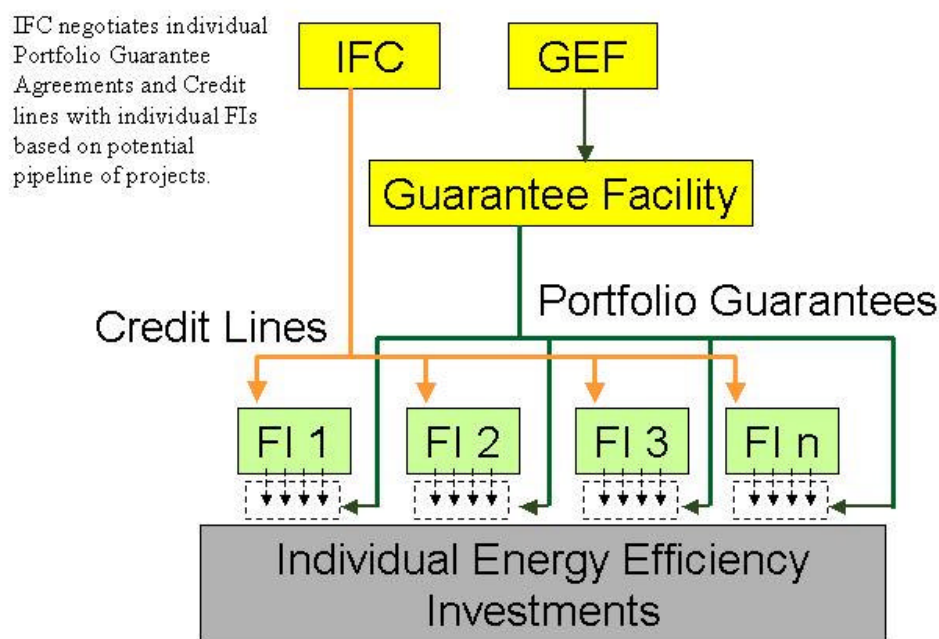 IFC negotiates individual
Portfolio Guarantee
Agreements and Credit
lines with individual FIs
based on potential
pipeline of projects.
IFC
GEF
Guarantee Facility
Credit Lines
Portfolio Guarantees
FI 1
FI 2
FI 3
FI n
Individual Energy Efficiency
Investments